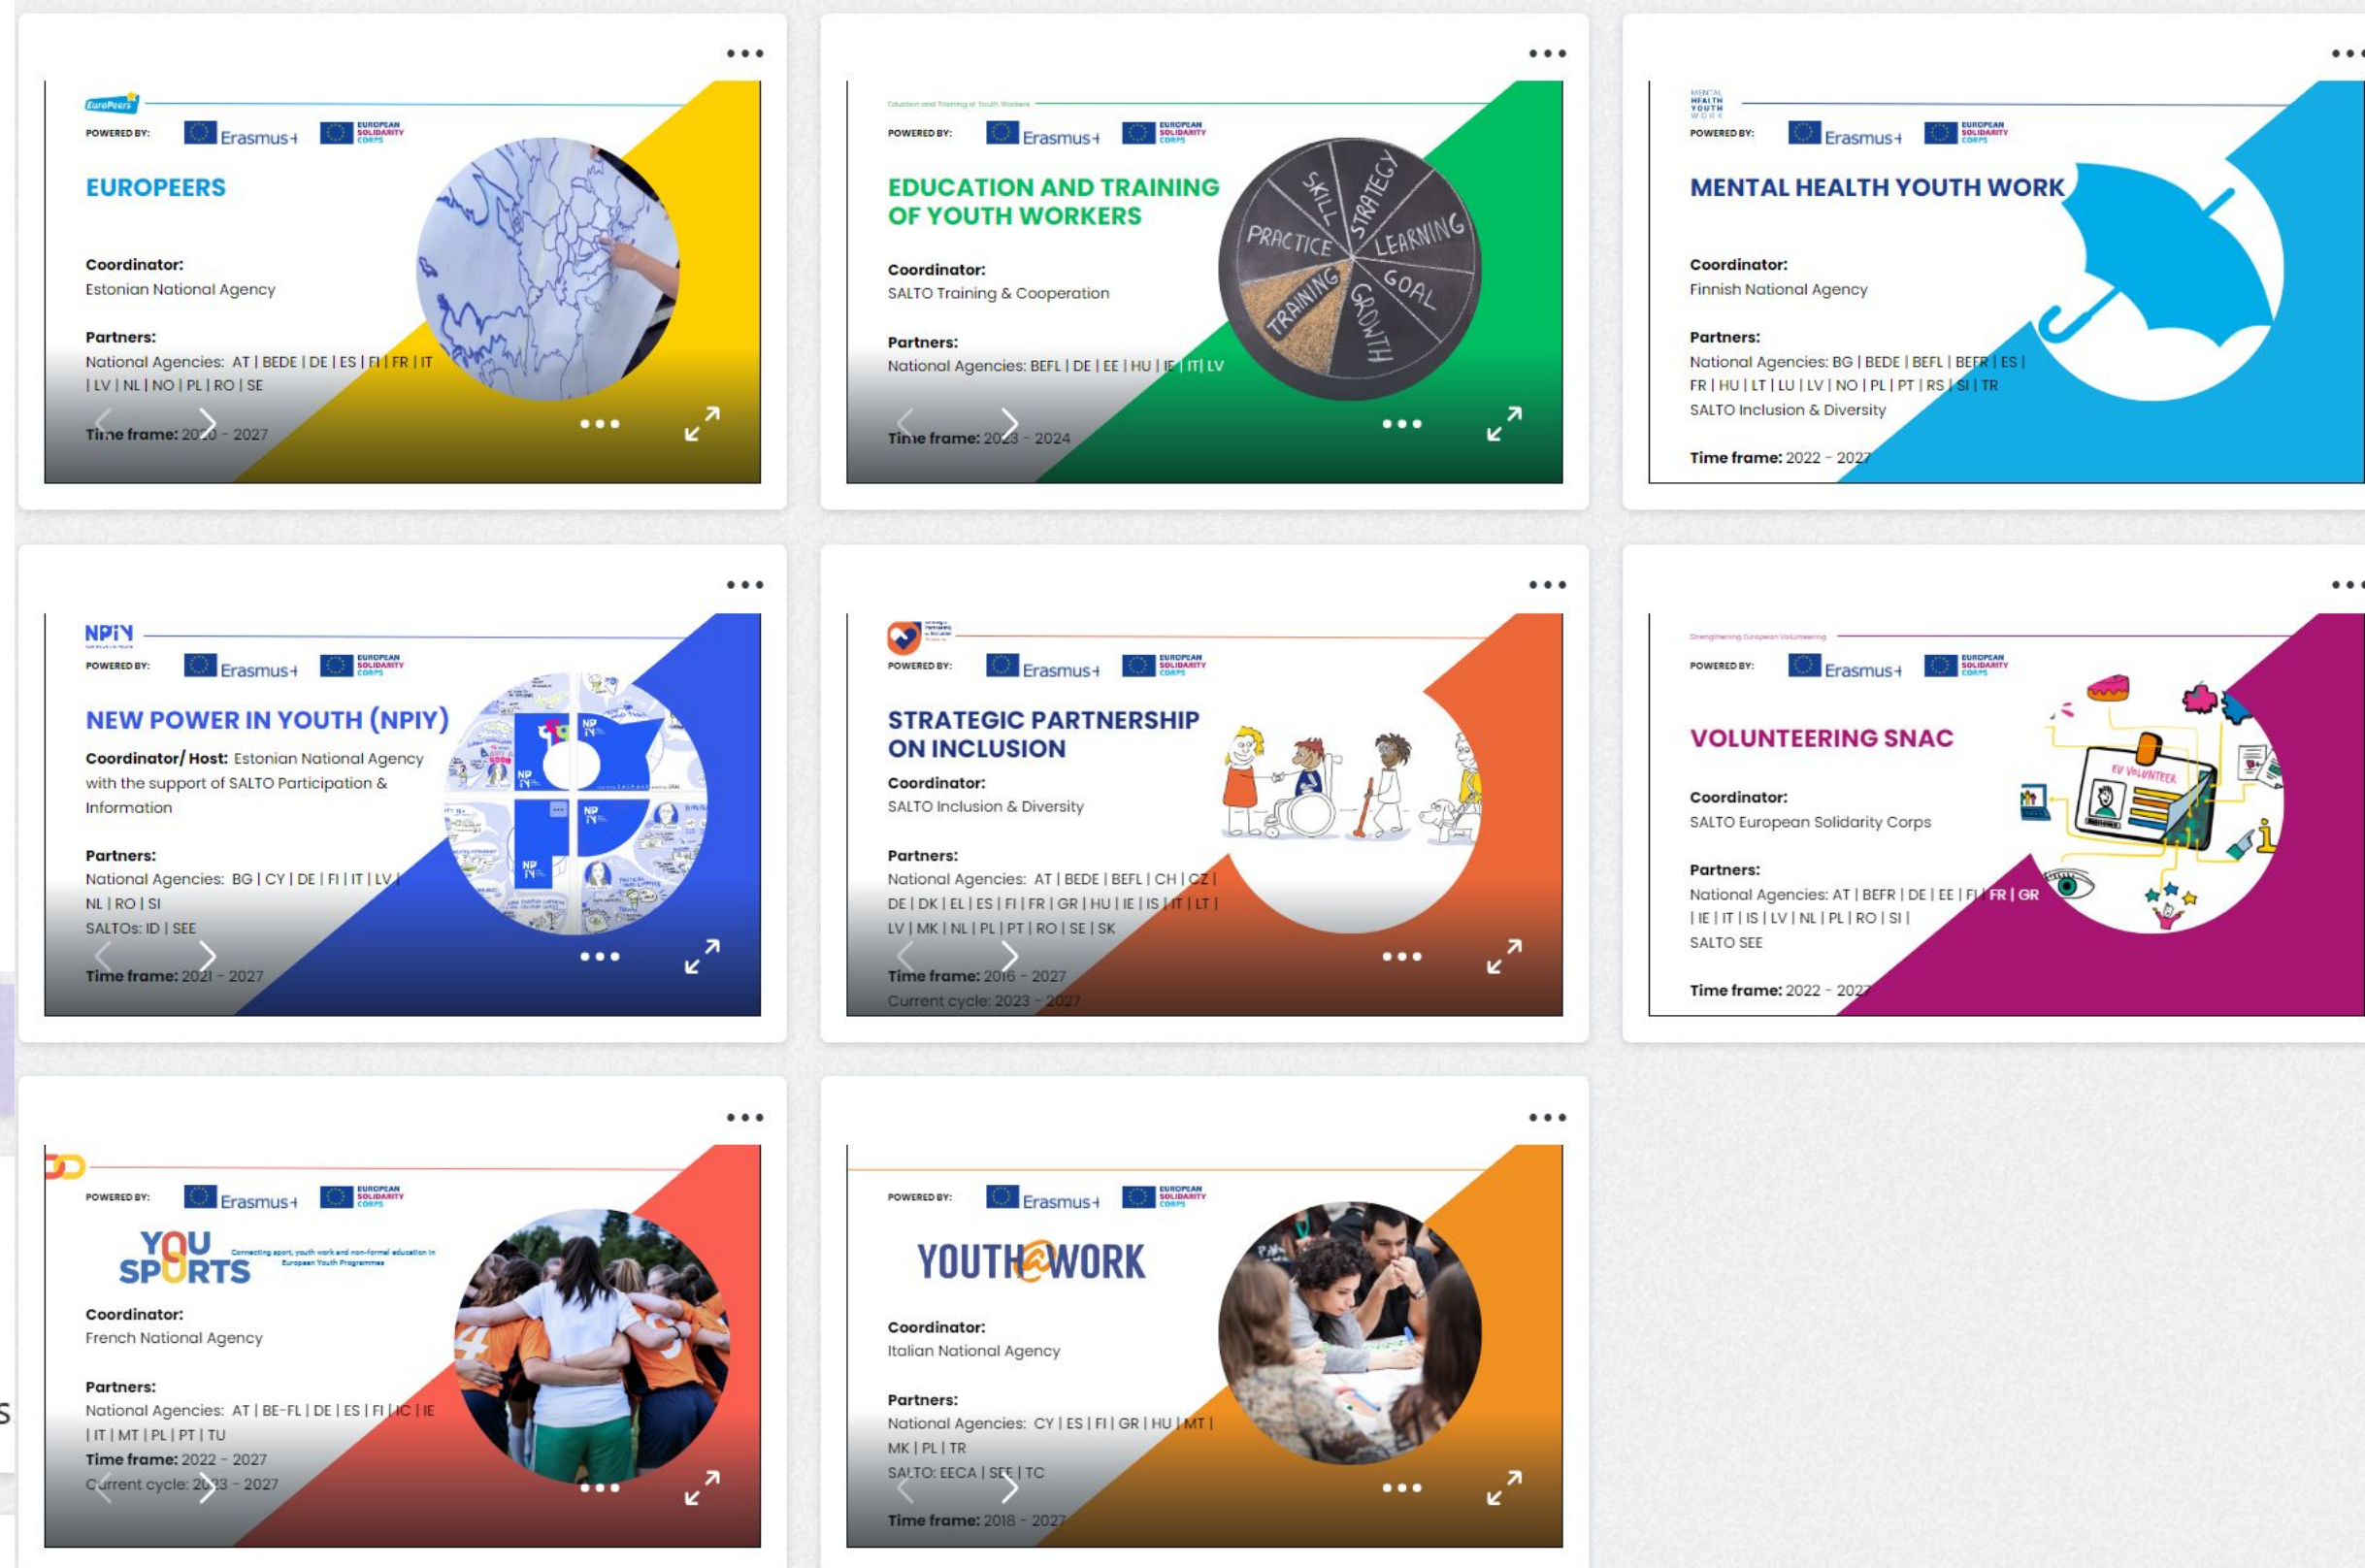 EuroPeers
POWERED BY:
Erasmus+
EUROPEAN
SOLIDARITY
CORPS
EUROPEERS
Coordinator:
Estonian National Agency
Partners:
National Agencies: AT | BEDE | DE | ES | FI | FR | IT
| LV | NL | NO | PL | RO | SE
Time frame: 2020 - 2027
Eduction and Training of Youth Workers
POWERED BY:
Erasmus+
EUROPEAN
SOLIDARITY
CORPS
EDUCATION AND TRAINING
OF YOUTH WORKERS
Coordinator:
SALTO Training & Cooperation
Partners:
National Agencies: BEFL | DE | EE | HU | IE | IT| LV
Time frame: 2023 - 2024
SKILL
STRATEGY
LEARNING
GOAL
GROWTH
TRAINING
PRACTICE
MENTAL
HEALTH
YOUTH
WORK
POWERED BY:
Erasmus+
EUROPEAN
SOLIDARITY
CORPS
MENTAL HEALTH YOUTH WORK
Coordinator:
Finnish National Agency
Partners:
National Agencies: BG | BEDE | BEFL | BEFR | ES |
FR | HU | LT | LU | LV | NO | PL | PT | RS | SI | TR
SALTO Inclusion & Diversity
Time frame: 2022 - 2027
NPiY
POWERED BY:
Erasmus+
EUROPEAN
SOLIDARITY
CORPS
NEW POWER IN YOUTH (NPIY)
Coordinator/ Host: Estonian National Agency
with the support of SALTO Participation &
Information
Partners:
National Agencies: BG | CY | DE | FI | IT | LV |
NL | RO | SI
SALTOs: ID | SEE
Time frame: 2021 - 2027
POWERED BY:
Erasmus+
EUROPEAN
SOLIDARITY
CORPS
STRATEGIC PARTNERSHIP
ON INCLUSION
Coordinator:
SALTO Inclusion & Diversity
Partners:
National Agencies: AT | BEDE | BEFL | CH | CZ |
DE | DK | EL | ES | FI | FR | GR | HU | IE | IS | IT | LT |
LV | MK | NL | PL | PT | RO | SE | SK
Time frame: 2016 - 2027
Current cycle: 2023 - 2027
Strengthening European Volunteering
POWERED BY:
Erasmus+
EUROPEAN
SOLIDARITY
CORPS
VOLUNTEERING SNAC
Coordinator:
SALTO European Solidarity Corps
Partners:
National Agencies: AT | BEFR | DE | EE | FI | FR | GR
| IE | IT | IS | LV | NL | PL | RO | SI |
SALTO SEE
Time frame: 2022 - 2027
EU VOLUNTEER
POWERED BY:
Erasmus+
EUROPEAN
SOLIDARITY
CORPS
YOU
SPORTS
Connecting sport, youth work and non-formal education in
European Youth Programmes
Coordinator:
French National Agency
Partners:
National Agencies: AT | BE-FL | DE | ES | FI | IC | IE
| IT | MT | PL | PT | TU
Time frame: 2022 - 2027
Current cycle: 2023 - 2027
POWERED BY:
Erasmus+
EUROPEAN
SOLIDARITY
CORPS
YOUTH@WORK
Coordinator:
Italian National Agency
Partners:
National Agencies: CY | ES | FI | GR | HU | MT |
MK | PL | TR
SALTO: EECA | SEE | TC
Time frame: 2018 - 2027